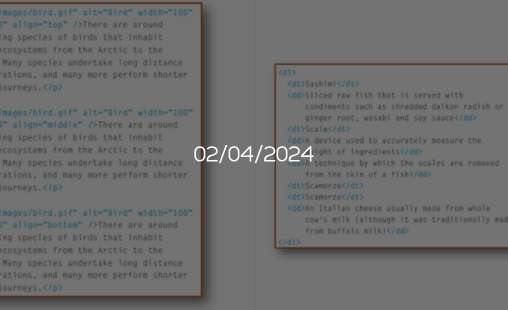 images/bird.gif" alt="Bird" width="100"
" align="top" />There are around
ing species of birds that inhabit
ecosystems from the Arctic to the
Many species undertake long distance
rations, and many more perform shorter
journeys.</p>
images/bird.gif" alt="Bird" width="100"
" align="middle" />There are around
ing species of birds that inhabit
ecosystems from the Arctic to the
Many species undertake long distance
rations, and many more perform shorter
journeys.</p>
images/bird.gif" alt="Bird" width="100"
" align="bottom" />There are around
ing species of birds that inhabit
ecosystems from the Arctic to the
Many species undertake long distance
rations, and many more perform shorter
journeys.</p>
02/04/2024
<dl>
<dt>Sashimi</dt>
<dd>Sliced raw fish that is served with
condiments such as shredded daikon radish or
ginger root, wasabi and soy sauce</dd>
<dt>Scale</dt>
<dd>A device used to accurately measure the
weight of ingredients</dd>
<dd>A technique by which the scales are removed
from the skin of a fish</dd>
<dt>Scamorze</dt>
<dt>Scamorzo</dt>
<dd>An Italian cheese usually made from whole
cow's milk (although it was traditionally made
from buffalo milk)</dd>
</dl>